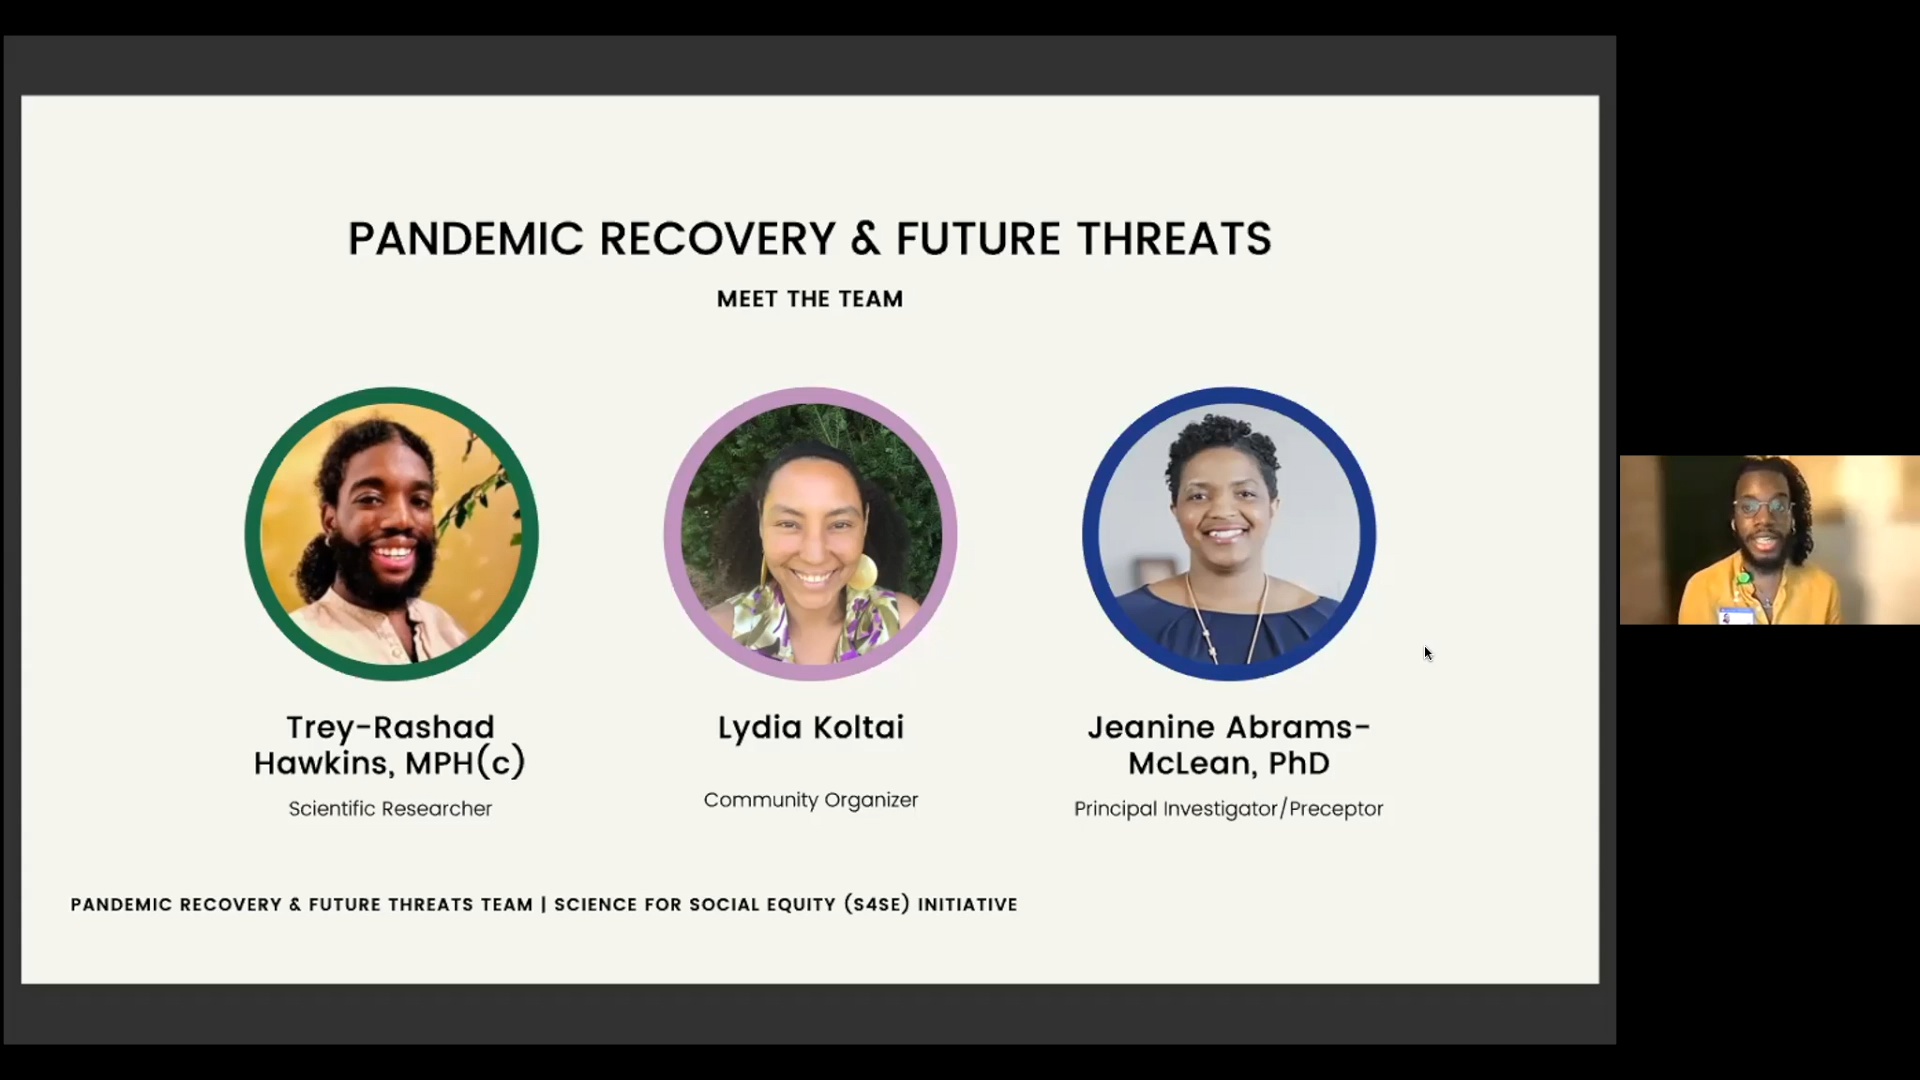 PANDEMIC RECOVERY & FUTURE THREATS
MEET THE TEAM
Trey-Rashad
Hawkins, MPH(c)
Scientific Researcher
Lydia Koltai
Community Organizer
Jeanine Abrams-
McLean, PhD
Principal Investigator/Preceptor
PANDEMIC RECOVERY & FUTURE THREATS TEAM | SCIENCE FOR SOCIAL EQUITY (S4SE) INITIATIVE